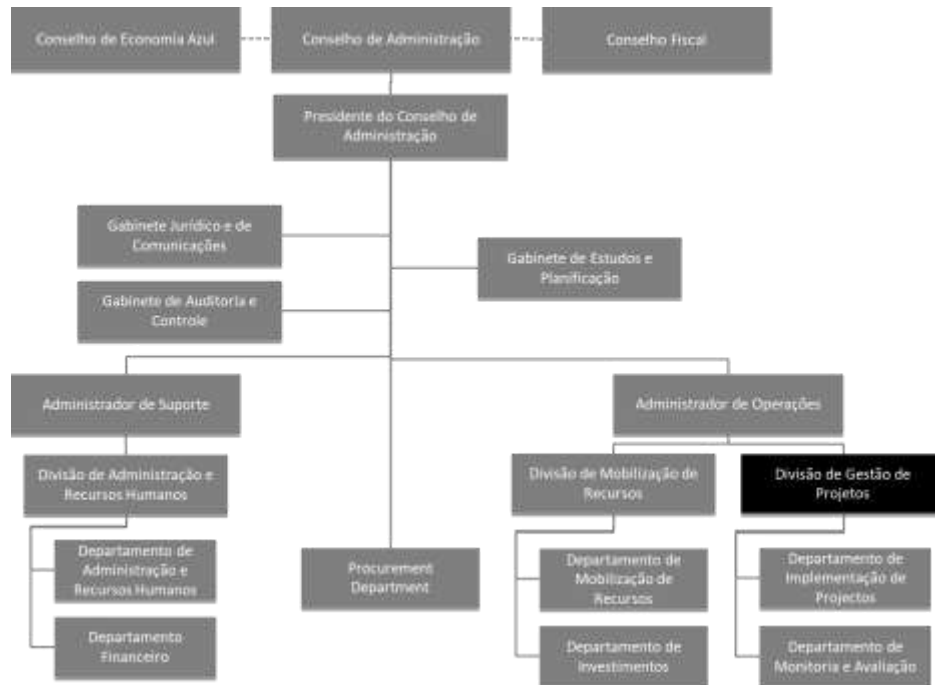 Conselho de Economia Azul
Conselho de Administração
Conselho Fiscal
Presidente do Conselho de
Administração
Gabinete Jurídico e de
Comunicações
Gabinete de Estudos e
Planificação
Gabinete de Auditoria e
Controle
Administrador de Suporte
Administrador de Operações
Divisão de Administração e
Recursos Humanos
Divisão de Mobilização de
Recursos
Divisão de Gestão de
Projetos
Departamento de
Administração e
Recursos Humanos
Procurement
Department
Departamento de
Mobilização de
Recursos
Departamento de
Implementação de
Projectos
Departamento
Financeiro
Departamento de
Investimentos
Departamento de
Monitoria e Avaliação